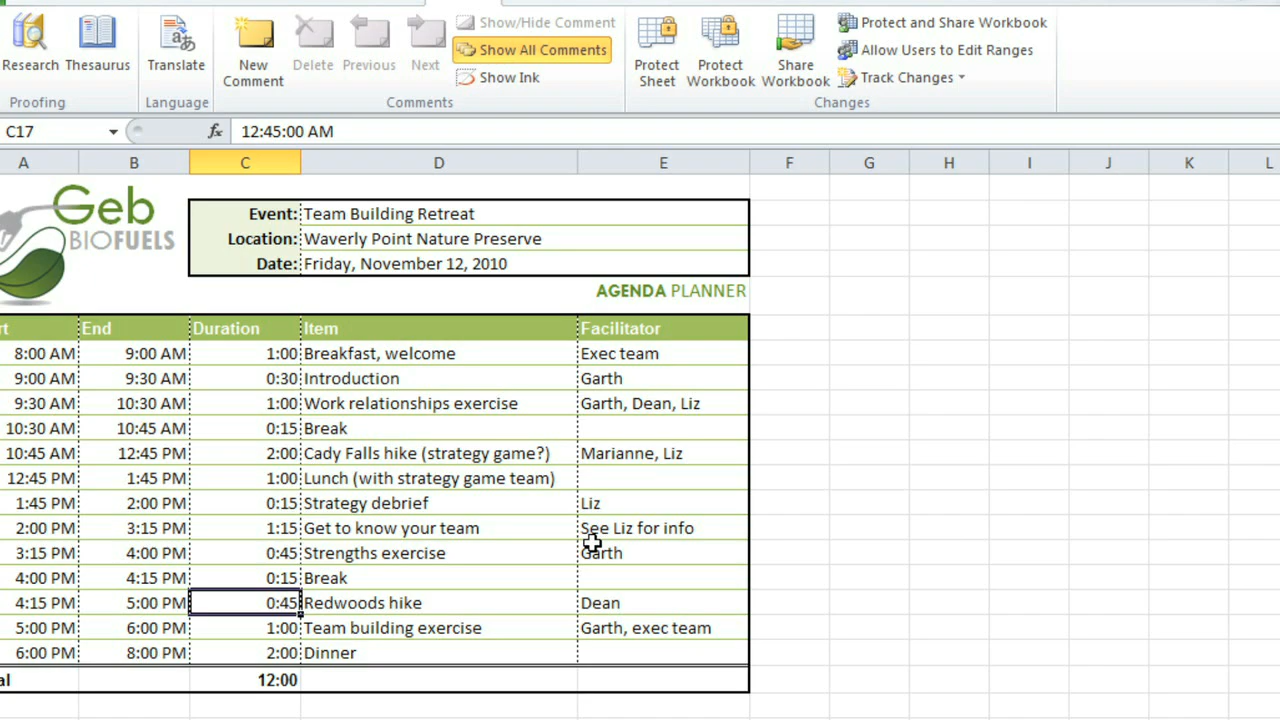 Show/Hide Comment
Show All Comments
Show Ink
Research Thesaurus
Translate
New Comment
Delete Previous Next
Protect Sheet
Protect Workbook
Share Workbook
Protect and Share Workbook
Allow Users to Edit Ranges
Track Changes
Proofing Language Comments Changes
C17 fx 12:45:00 AM
A B C D E F G H I J K L
Geb
BIOFUELS
Event: Team Building Retreat
Location: Waverly Point Nature Preserve
Date: Friday, November 12, 2010
AGENDA PLANNER
End Duration Item Facilitator
8:00 AM 9:00 AM 1:00 Breakfast, welcome Exec team
9:00 AM 9:30 AM 0:30 Introduction Garth
9:30 AM 10:30 AM 1:00 Work relationships exercise Garth, Dean, Liz
10:30 AM 10:45 AM 0:15 Break
10:45 AM 12:45 PM 2:00 Cady Falls hike (strategy game?) Marianne, Liz
12:45 PM 1:45 PM 1:00 Lunch (with strategy game team)
1:45 PM 2:00 PM 0:15 Strategy debrief Liz
2:00 PM 3:15 PM 1:15 Get to know your team See Liz for info
3:15 PM 4:00 PM 0:45 Strengths exercise Garth
4:00 PM 4:15 PM 0:15 Break
4:15 PM 5:00 PM 0:45 Redwoods hike Dean
5:00 PM 6:00 PM 1:00 Team building exercise Garth, exec team
6:00 PM 8:00 PM 2:00 Dinner
12:00